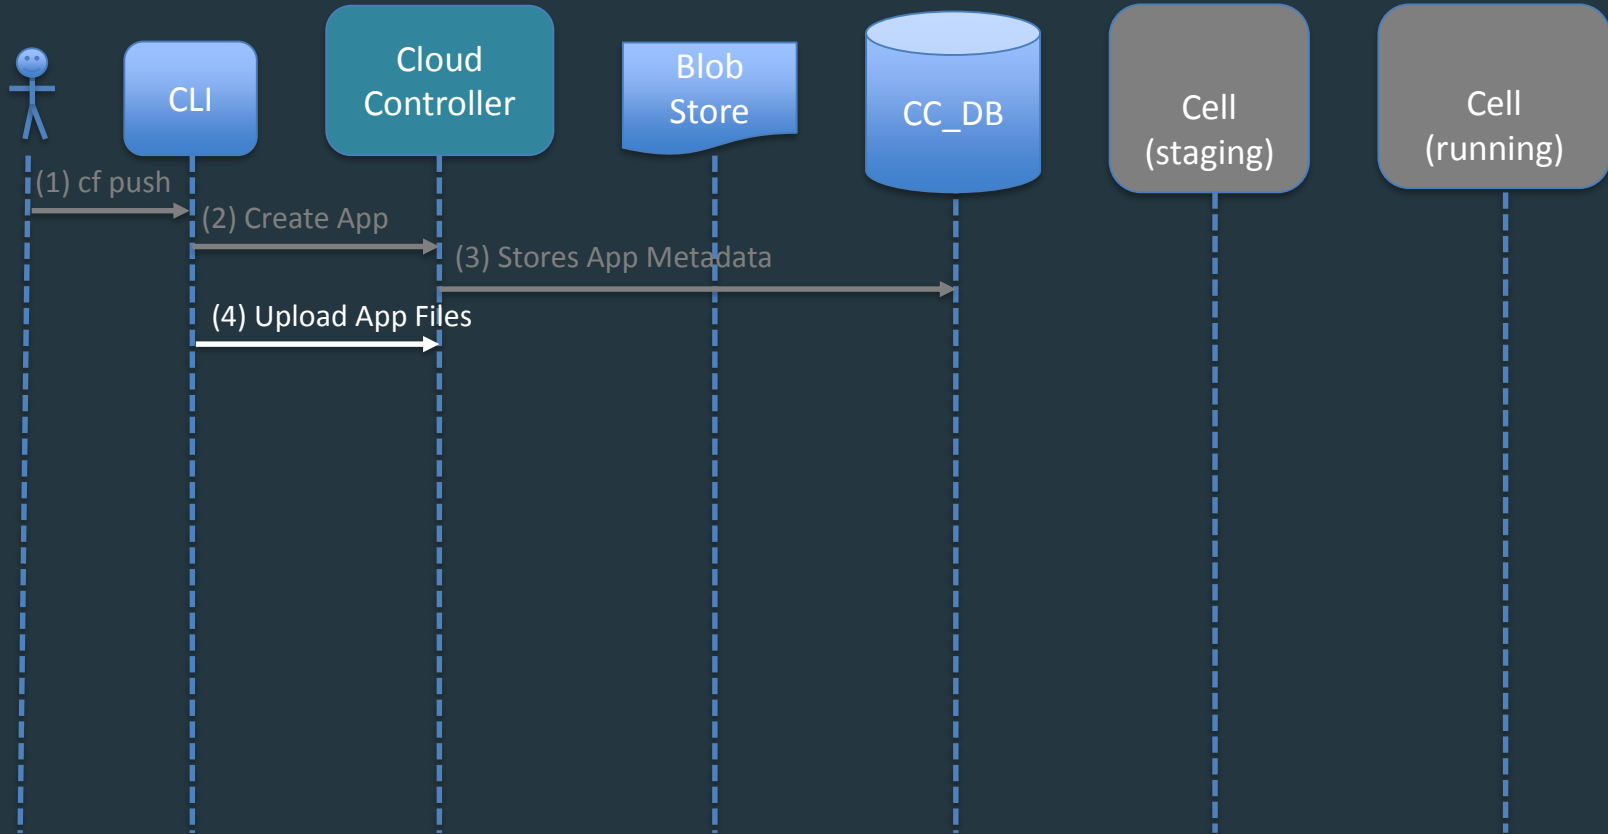 CLI
Cloud
Controller
Blob
Store
CC_DB
Cell
(staging)
Cell
(running)
(1) cf push
(2) Create App
(3) Stores App Metadata
(4) Upload App Files